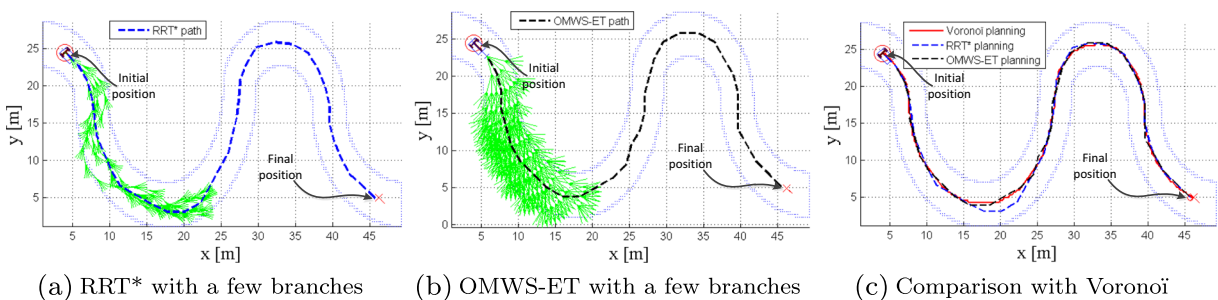 RRT* path
Initial
position
Final
position
y [m]
25
20
15
10
5
5 10 15 20 25 30 35 40 45
x [m]
(a) RRT* with a few branches
OMWS-ET path
Initial
position
Final
position
y [m]
25
20
15
10
5
0
5 10 15 20 25 30 35 40 45
x [m]
(b) OMWS-ET with a few branches
Voronoi planning
RRT* planning
OMWS-ET planning
Initial
position
Final
position
y [m]
25
20
15
10
5
5 10 15 20 25 30 35 40 45
x [m]
(c) Comparison with Voronoï